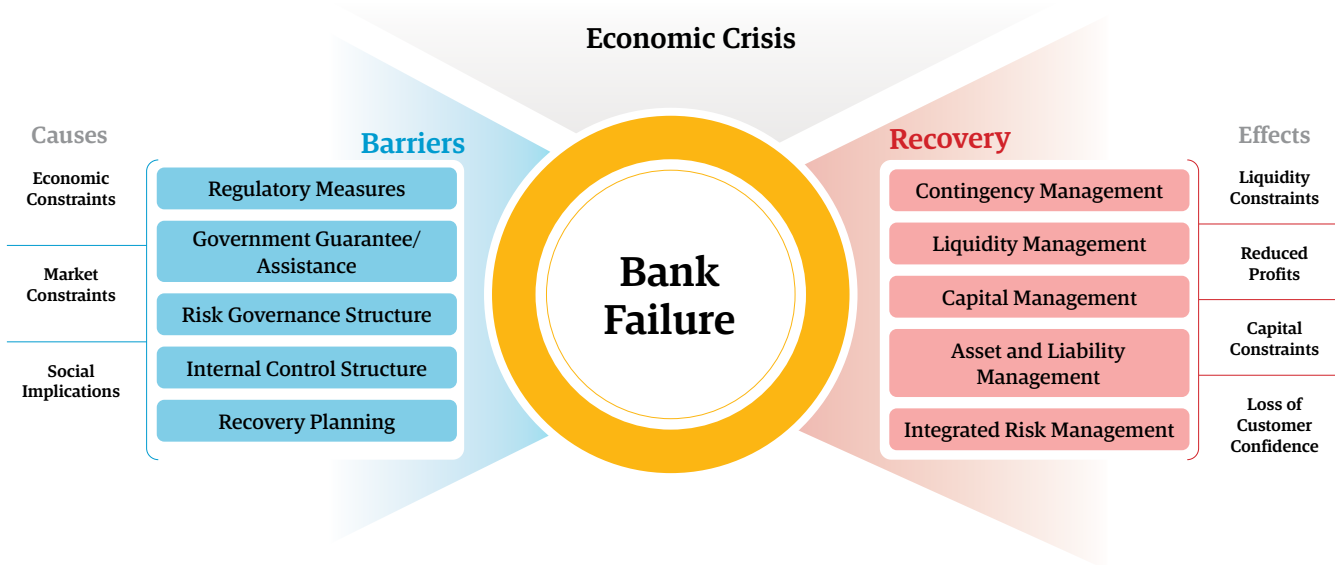 Economic Crisis
Causes
Economic
Constraints
Market
Constraints
Social
Implications
Barriers
Regulatory Measures
Government Guarantee/
Assistance
Risk Governance Structure
Internal Control Structure
Recovery Planning
Bank
Failure
Recovery
Contingency Management
Liquidity Management
Capital Management
Asset and Liability
Management
Integrated Risk Management
Effects
Liquidity
Constraints
Reduced
Profits
Capital
Constraints
Loss of
Customer
Confidence